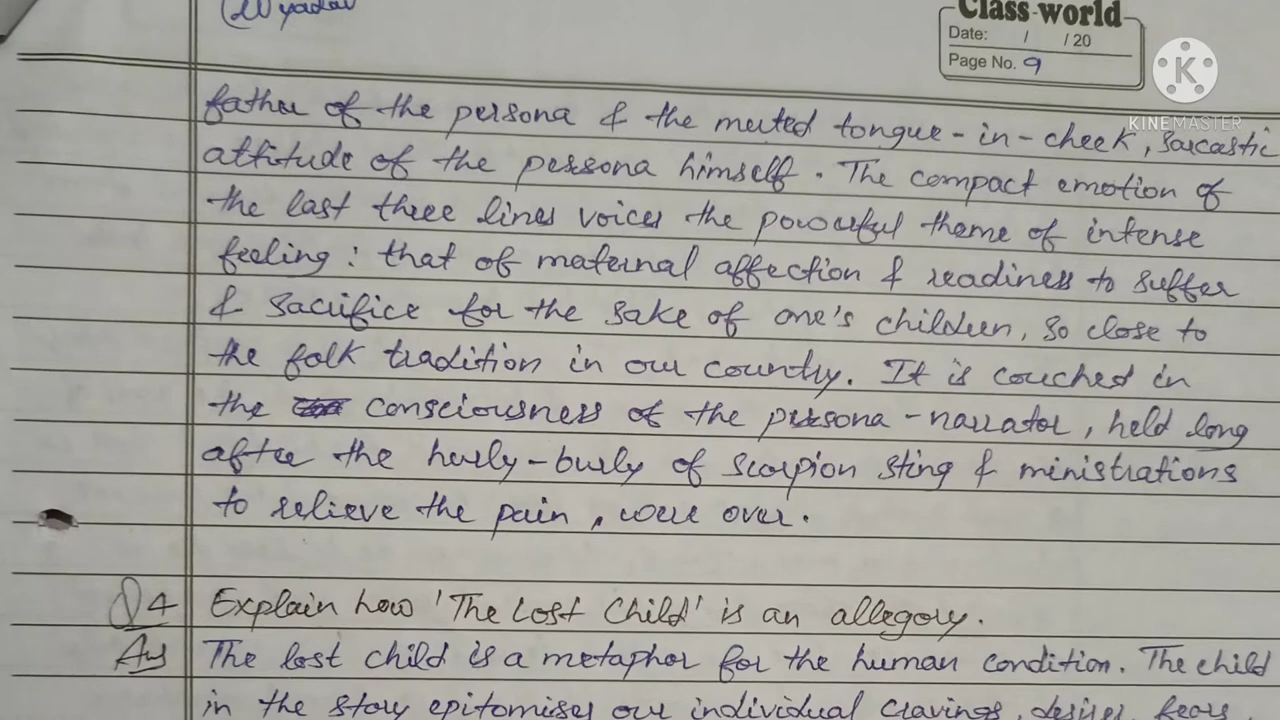 yadav
Class-world
Date: / /20
Page No. 9
K
KINEMASTER
father of the persona & the muted tongue-in-cheek, sarcastic
attitude of the persona himself. The compact emotion of
the last three lines voices the powerful theme of intense
feeling: that of maternal affection & readiness to suffer
& sacrifice for the sake of one's children, so close to
the folk tradition in our country. It is couched in
the consciousness of the persona-narrator, held long
after the hurly-burly of scorpion sting & ministrations
to relieve the pain, were over.
Q4 Explain how 'The Lost Child' is an allegory.
Ans The lost child is a metaphor for the human condition. The child
in the story epitomises our individual cravings, desires, fears,